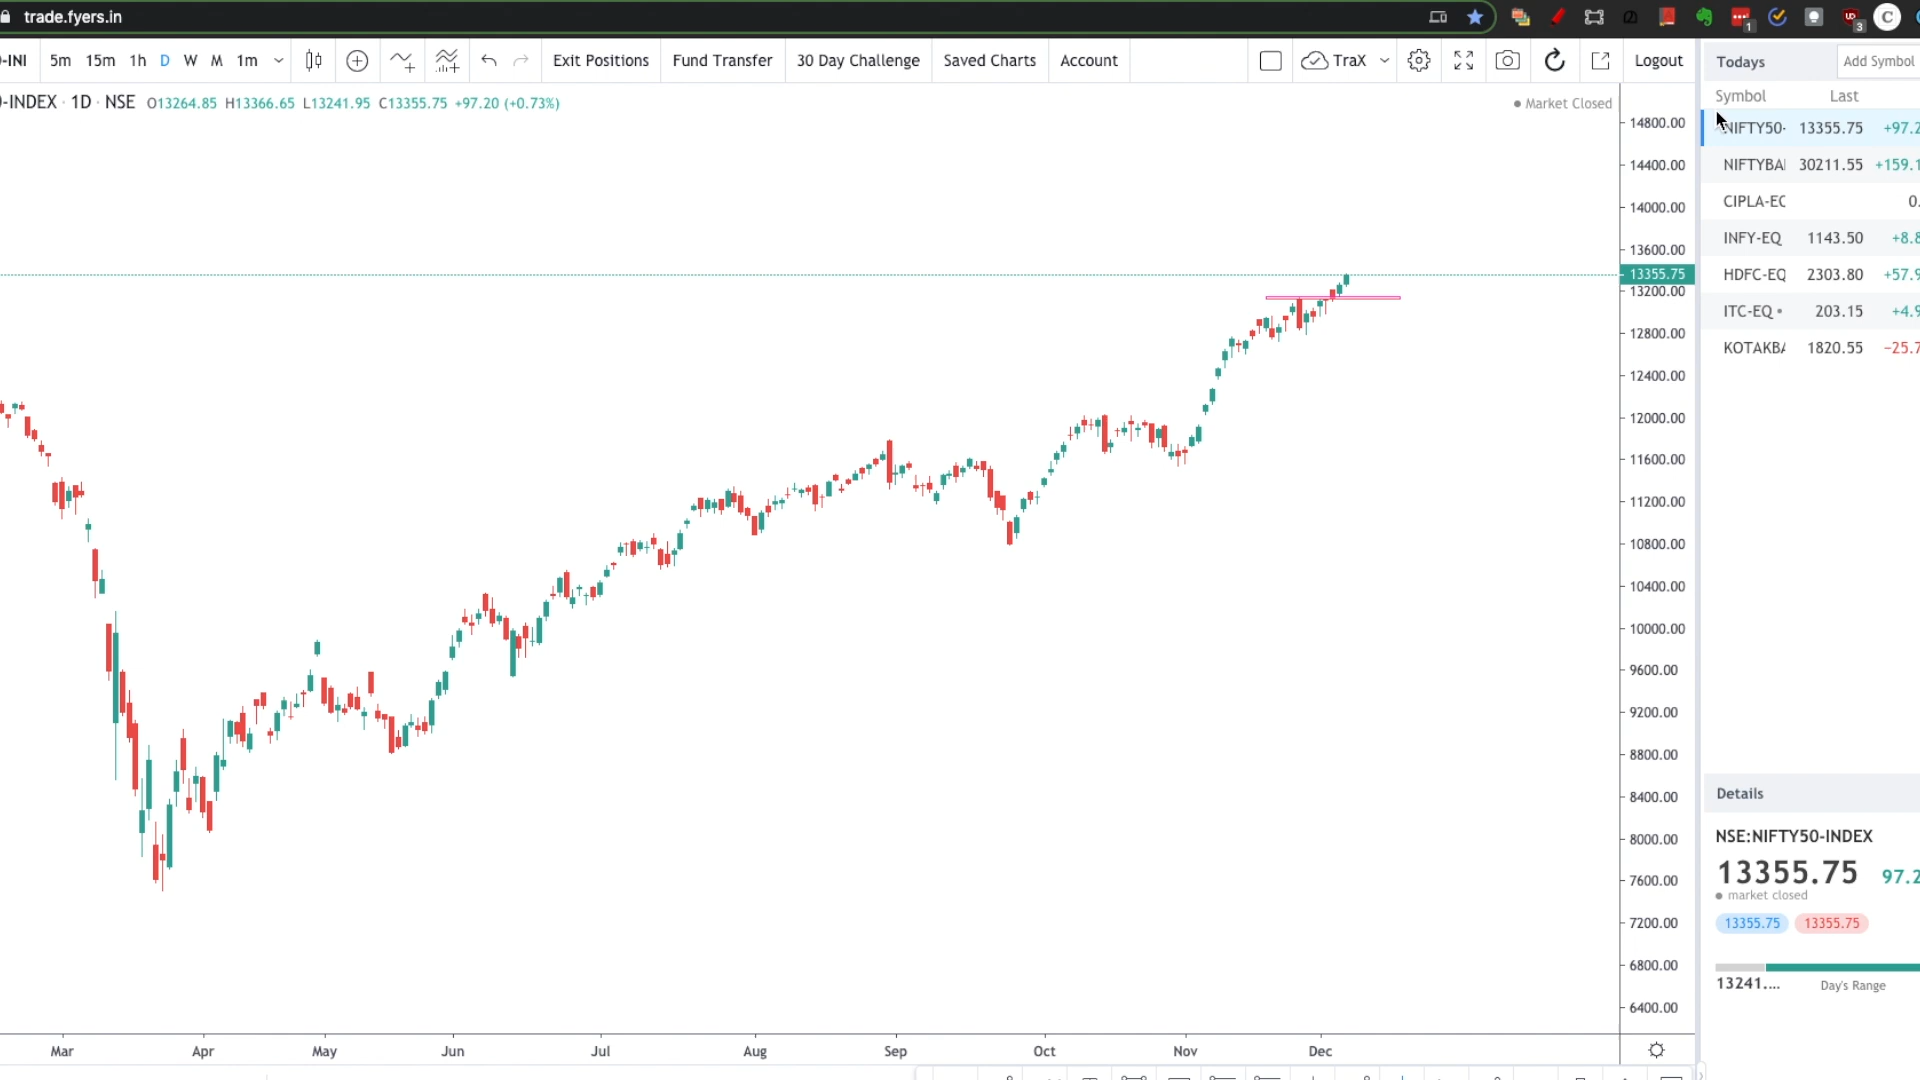 trade.fyers.in
1
3
C
-INI 5m 15m 1h D W M 1m Exit Positions Fund Transfer 30 Day Challenge Saved Charts Account TraX Logout
Todays Add Symbol
-INDEX · 1D · NSE O13264.85 H13366.65 L13241.95 C13355.75 +97.20 (+0.73%)
Market Closed
Symbol Last
NIFTY50- 13355.75 +97.2
NIFTYBA 30211.55 +159.1
CIPLA-EC 0.
INFY-EQ 1143.50 +8.8
HDFC-EQ 2303.80 +57.9
ITC-EQ 203.15 +4.9
KOTAKBA 1820.55 −25.7
14800.00
14400.00
14000.00
13600.00
13355.75
13200.00
12800.00
12400.00
12000.00
11600.00
11200.00
10800.00
10400.00
10000.00
9600.00
9200.00
8800.00
8400.00
8000.00
7600.00
7200.00
6800.00
6400.00
Details
NSE:NIFTY50-INDEX
13355.75 97.2
market closed
13355.75 13355.75
13241.... Day's Range
Mar Apr May Jun Jul Aug Sep Oct Nov Dec